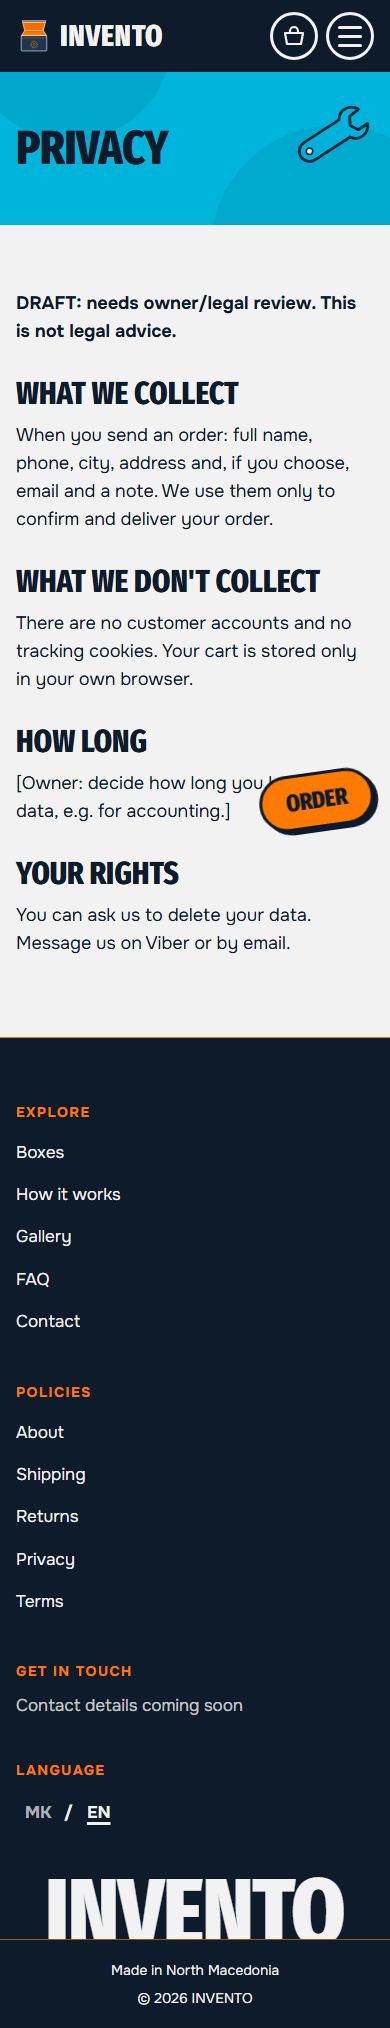 INVENTO
PRIVACY
DRAFT: needs owner/legal review. This
is not legal advice.
WHAT WE COLLECT
When you send an order: full name,
phone, city, address and, if you choose,
email and a note. We use them only to
confirm and deliver your order.
WHAT WE DON'T COLLECT
There are no customer accounts and no
tracking cookies. Your cart is stored only
in your own browser.
HOW LONG
[Owner: decide how long you
data, e.g. for accounting.]
ORDER
YOUR RIGHTS
You can ask us to delete your data.
Message us on Viber or by email.
EXPLORE
Boxes
How it works
Gallery
FAQ
Contact
POLICIES
About
Shipping
Returns
Privacy
Terms
GET IN TOUCH
Contact details coming soon
LANGUAGE
MK / EN
INVENTO
Made in North Macedonia
© 2026 INVENTO